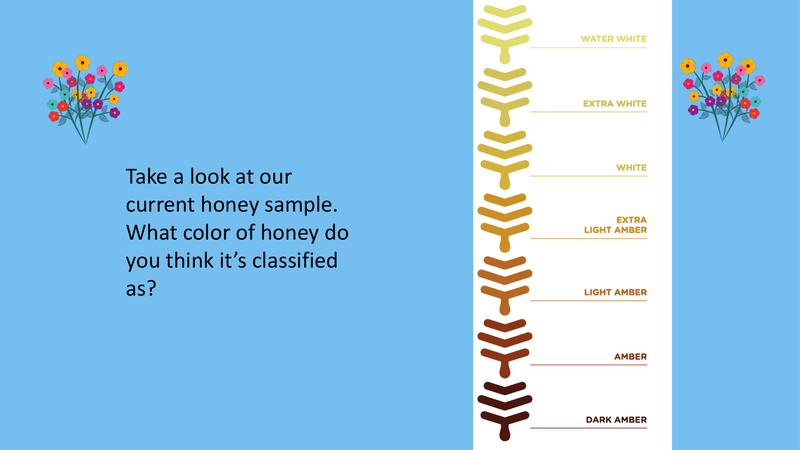 Take a look at our
current honey sample.
What color of honey do
you think it’s classified
as?
WATER WHITE
EXTRA WHITE
WHITE
EXTRA
LIGHT AMBER
LIGHT AMBER
AMBER
DARK AMBER